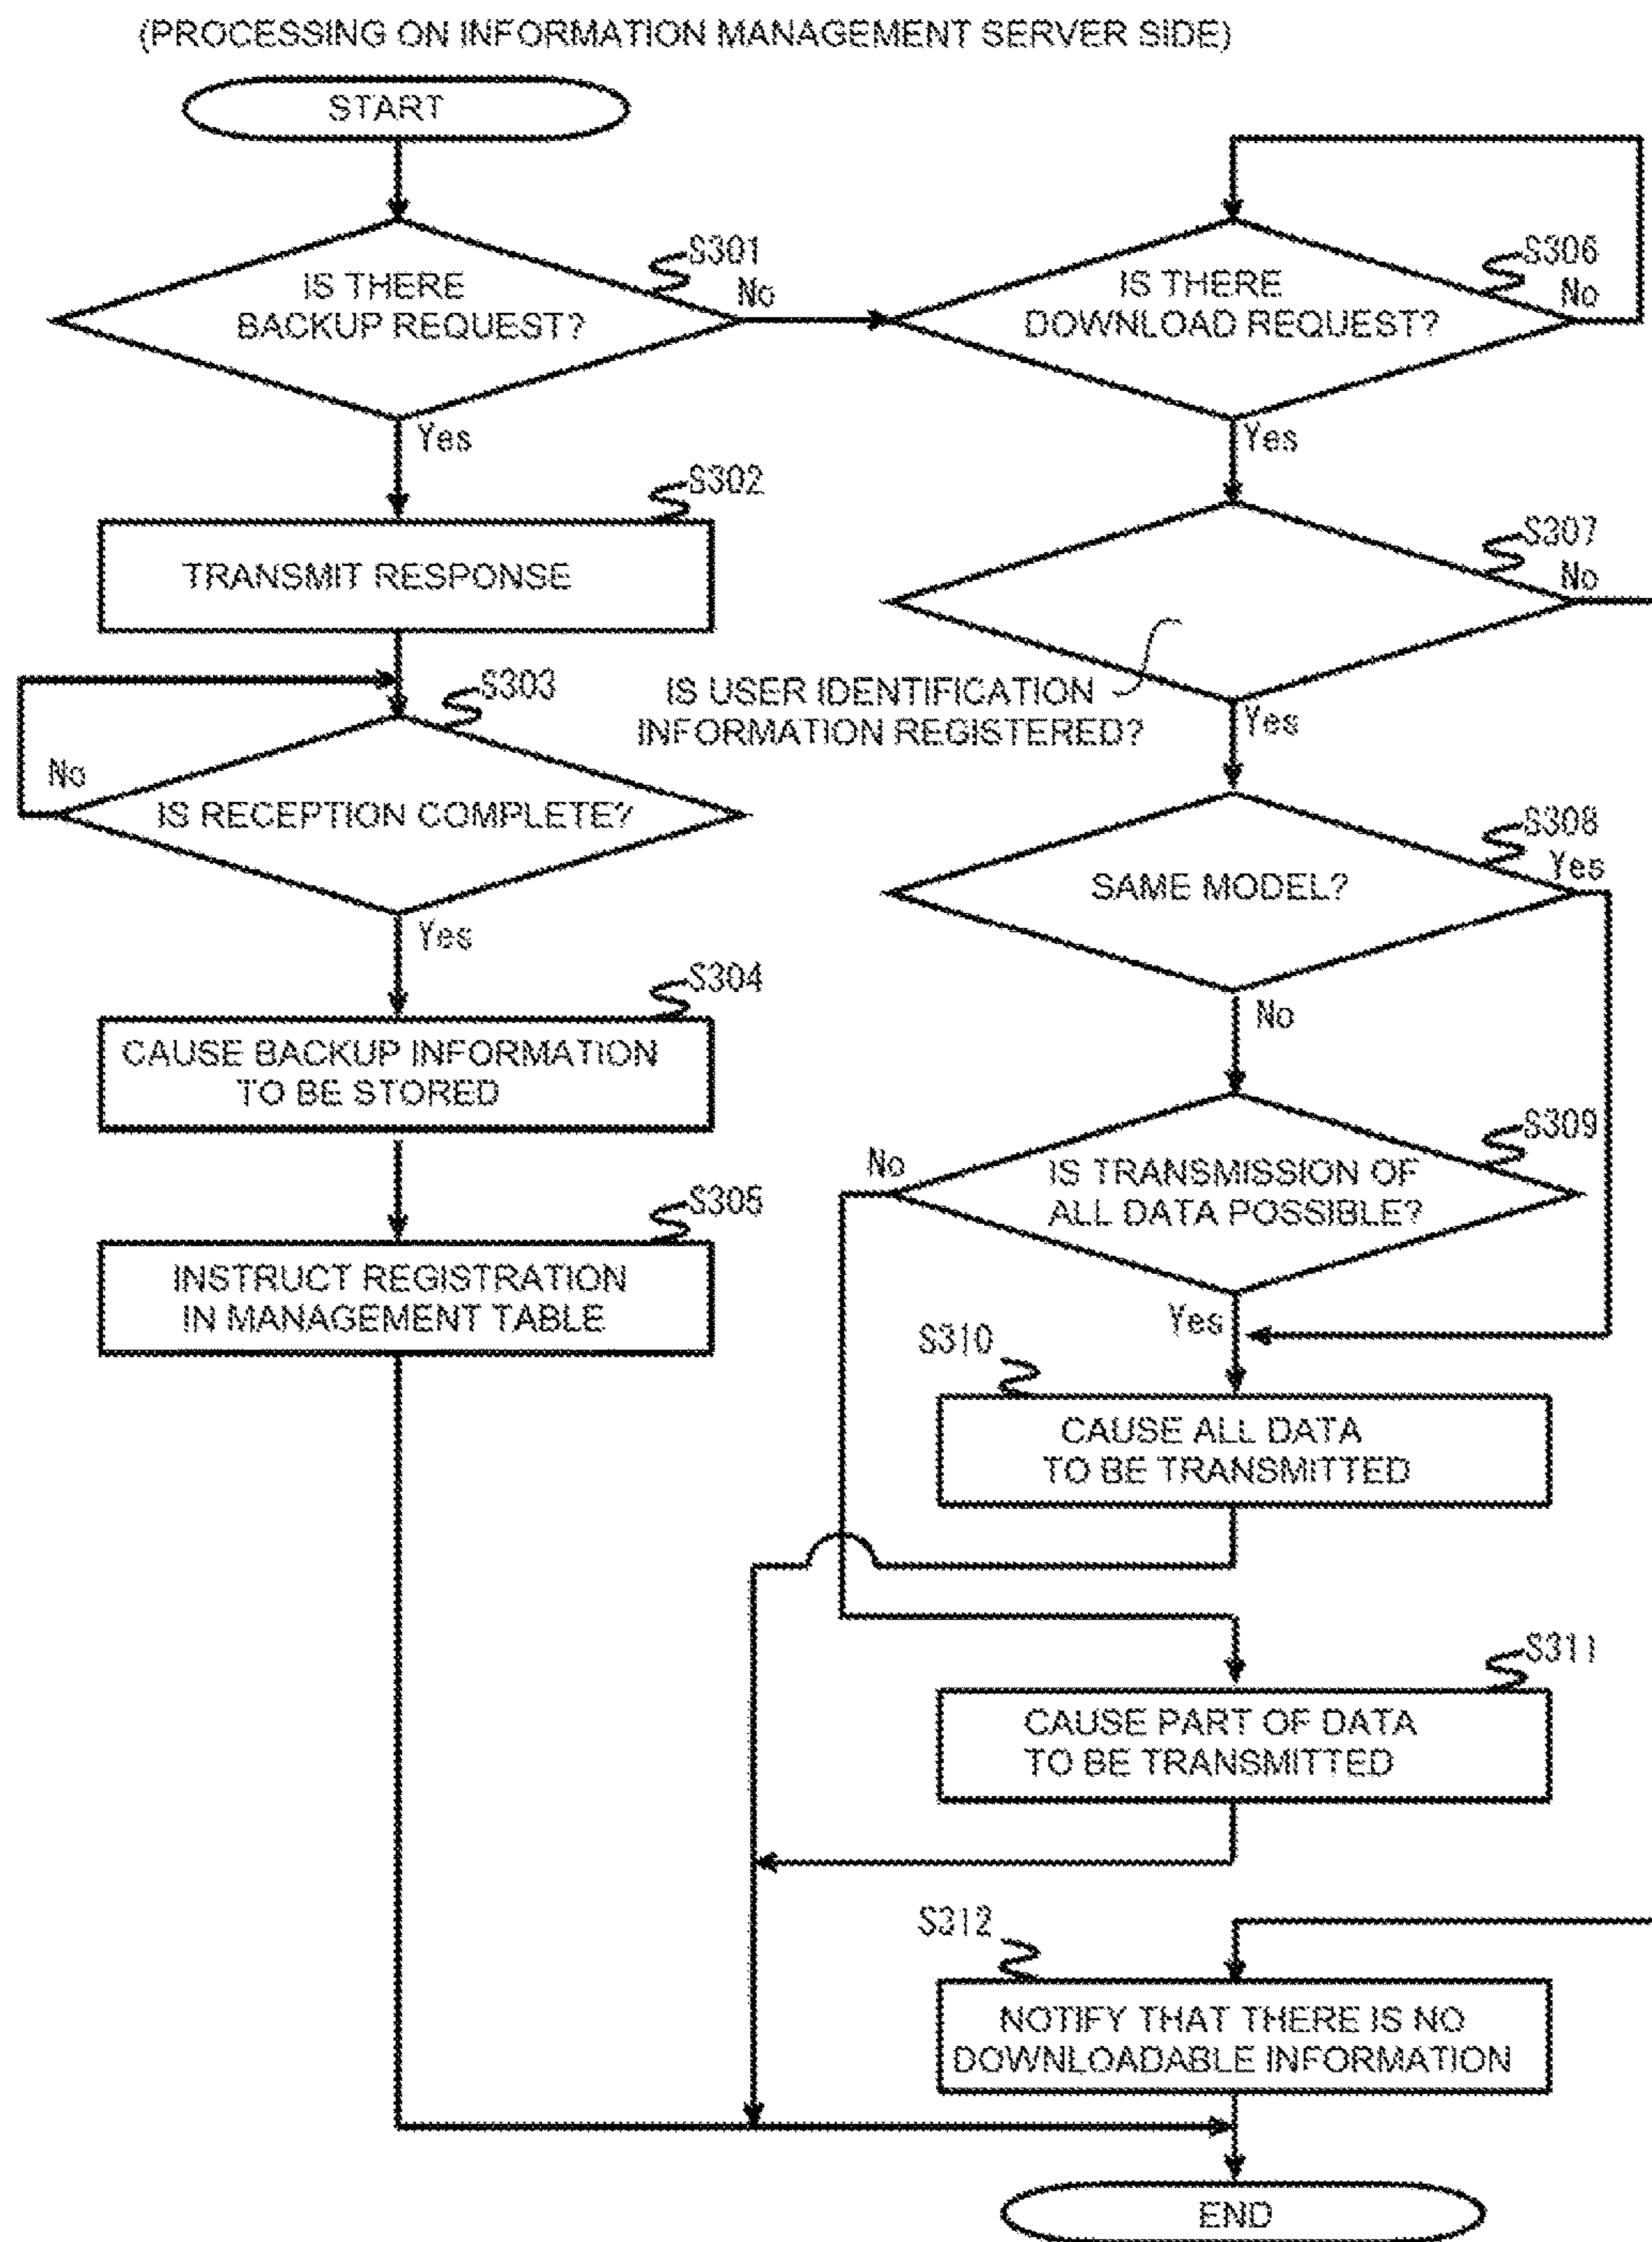 (PROCESSING ON INFORMATION MANAGEMENT SERVER SIDE)
START
S301
IS THERE
BACKUP REQUEST?
No
Yes
S302
TRANSMIT RESPONSE
S303
IS RECEPTION COMPLETE?
No
Yes
S304
CAUSE BACKUP INFORMATION
TO BE STORED
S305
INSTRUCT REGISTRATION
IN MANAGEMENT TABLE
S306
IS THERE
DOWNLOAD REQUEST?
No
Yes
S307
No
IS USER IDENTIFICATION
INFORMATION REGISTERED?
Yes
S308
Yes
SAME MODEL?
No
S309
No
IS TRANSMISSION OF
ALL DATA POSSIBLE?
Yes
S310
CAUSE ALL DATA
TO BE TRANSMITTED
S311
CAUSE PART OF DATA
TO BE TRANSMITTED
S312
NOTIFY THAT THERE IS NO
DOWNLOADABLE INFORMATION
END